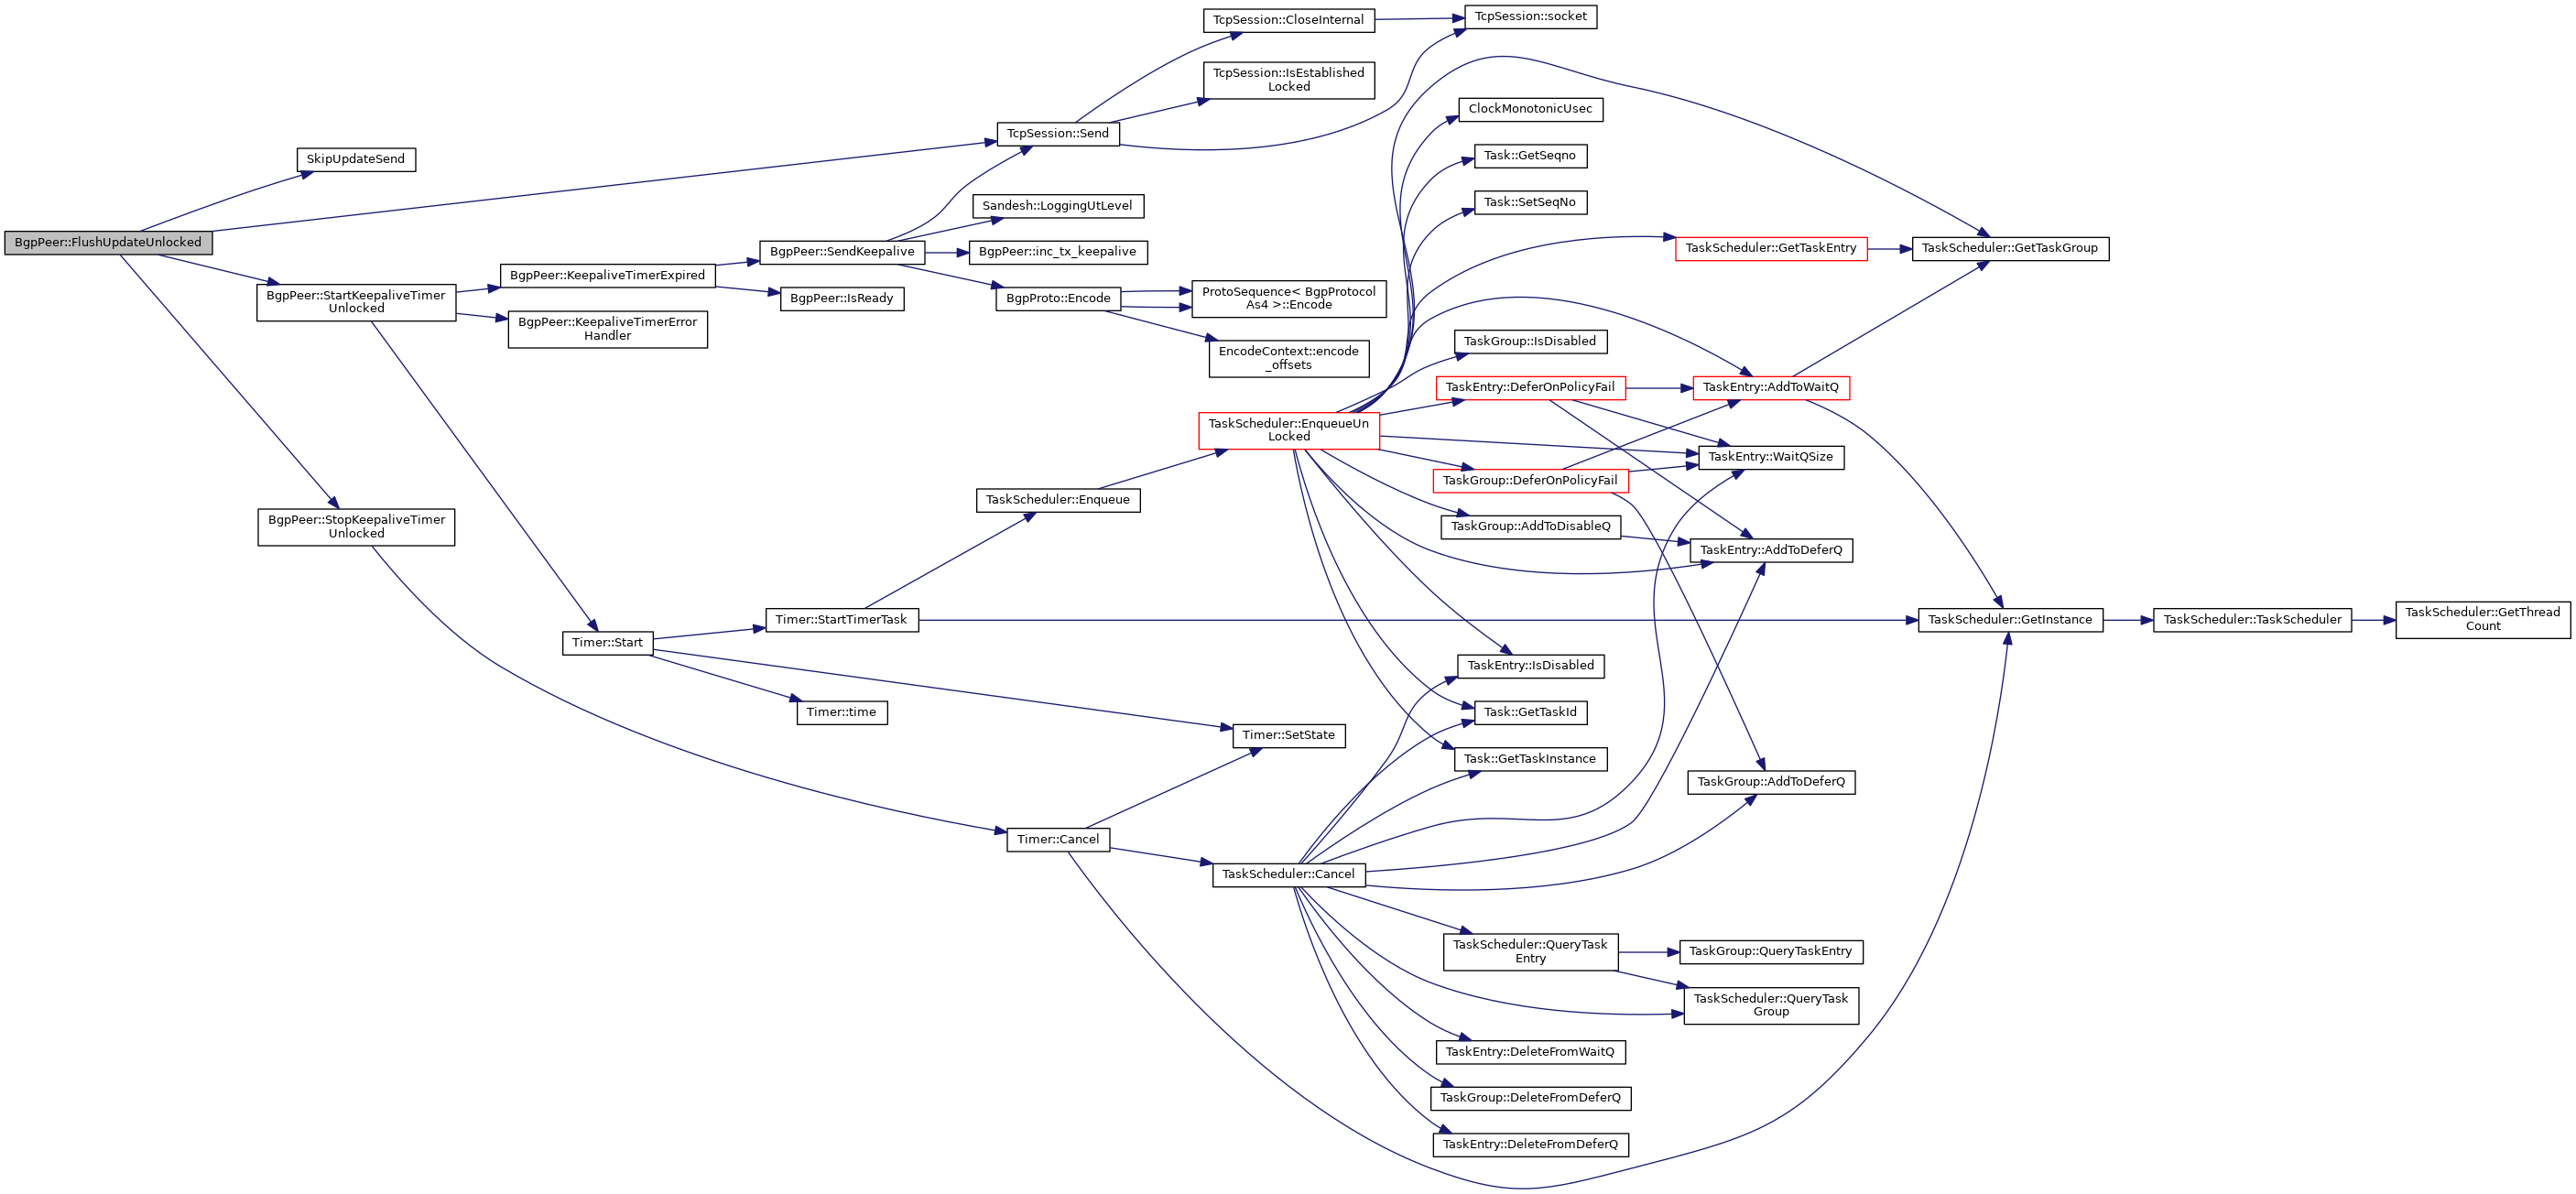 BgpPeer::FlushUpdateUnlocked
SkipUpdateSend
BgpPeer::StartKeepaliveTimer
Unlocked
BgpPeer::StopKeepaliveTimer
Unlocked
BgpPeer::KeepaliveTimerExpired
BgpPeer::KeepaliveTimerError
Handler
Timer::Start
BgpPeer::SendKeepalive
BgpPeer::IsReady
Timer::StartTimerTask
Timer::time
TcpSession::Send
Sandesh::LoggingUtLevel
BgpPeer::inc_tx_keepalive
BgpProto::Encode
TaskScheduler::Enqueue
Timer::Cancel
TcpSession::CloseInternal
TcpSession::IsEstablished
Locked
ProtoSequence< BgpProtocol
As4 >::Encode
EncodeContext::encode
_offsets
TaskScheduler::EnqueueUn
Locked
Timer::SetState
TaskScheduler::Cancel
TcpSession::socket
ClockMonotonicUsec
Task::GetSeqno
Task::SetSeqNo
TaskGroup::IsDisabled
TaskEntry::DeferOnPolicyFail
TaskGroup::DeferOnPolicyFail
TaskGroup::AddToDisableQ
TaskEntry::IsDisabled
Task::GetTaskId
Task::GetTaskInstance
TaskScheduler::QueryTask
Entry
TaskEntry::DeleteFromWaitQ
TaskGroup::DeleteFromDeferQ
TaskEntry::DeleteFromDeferQ
TaskScheduler::GetTaskEntry
TaskEntry::AddToWaitQ
TaskEntry::WaitQSize
TaskEntry::AddToDeferQ
TaskGroup::AddToDeferQ
TaskGroup::QueryTaskEntry
TaskScheduler::QueryTask
Group
TaskScheduler::GetTaskGroup
TaskScheduler::GetInstance
TaskScheduler::TaskScheduler
TaskScheduler::GetThread
Count